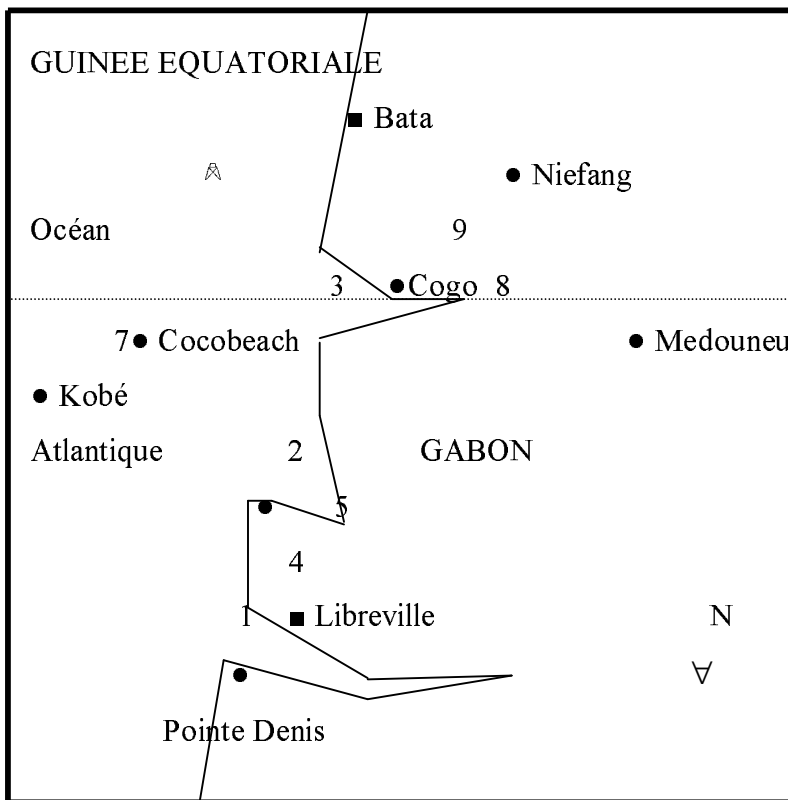 GUINEE EQUATORIALE
Bata
Niefang
Océan 9
3 Cogo 8
7 Cocobeach Medouneu
Kobé
Atlantique 2 GABON
5
4
1 Libreville N
Pointe Denis